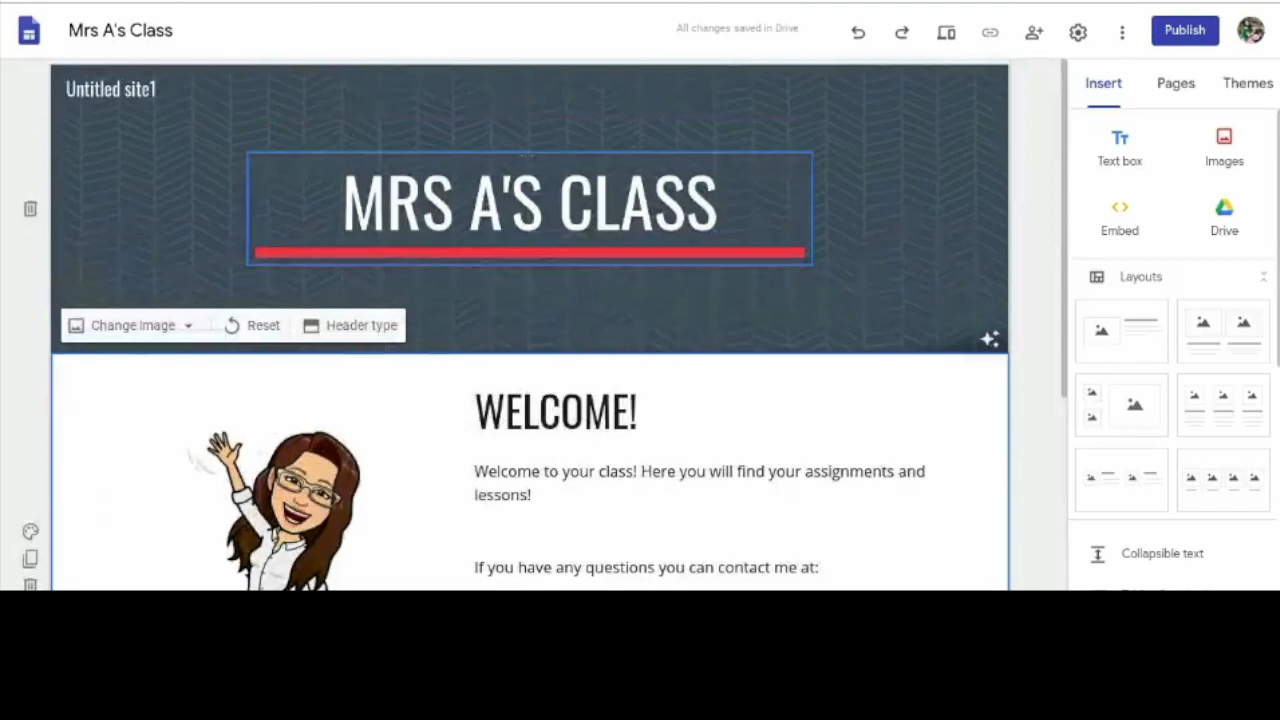 Mrs A's Class
All changes saved in Drive
Publish
Untitled site1
Insert
Pages
Themes
MRS A'S CLASS
Tt
Text box
Images
Embed
Drive
Layouts
Change Image
Reset
Header type
WELCOME!
Welcome to your class! Here you will find your assignments and
lessons!
Collapsible text
If you have any questions you can contact me at: